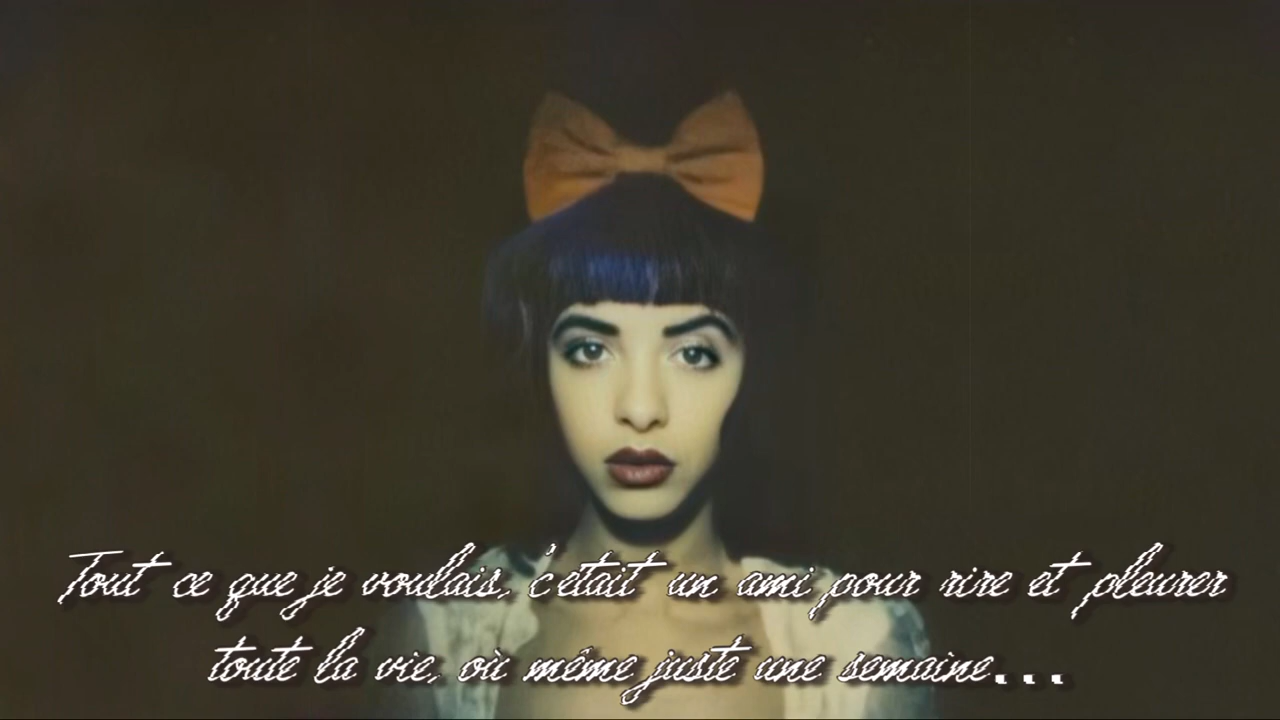 Tout ce que je voulais, c'était un ami pour rire et pleurer
toute la vie, où même juste une semaine...